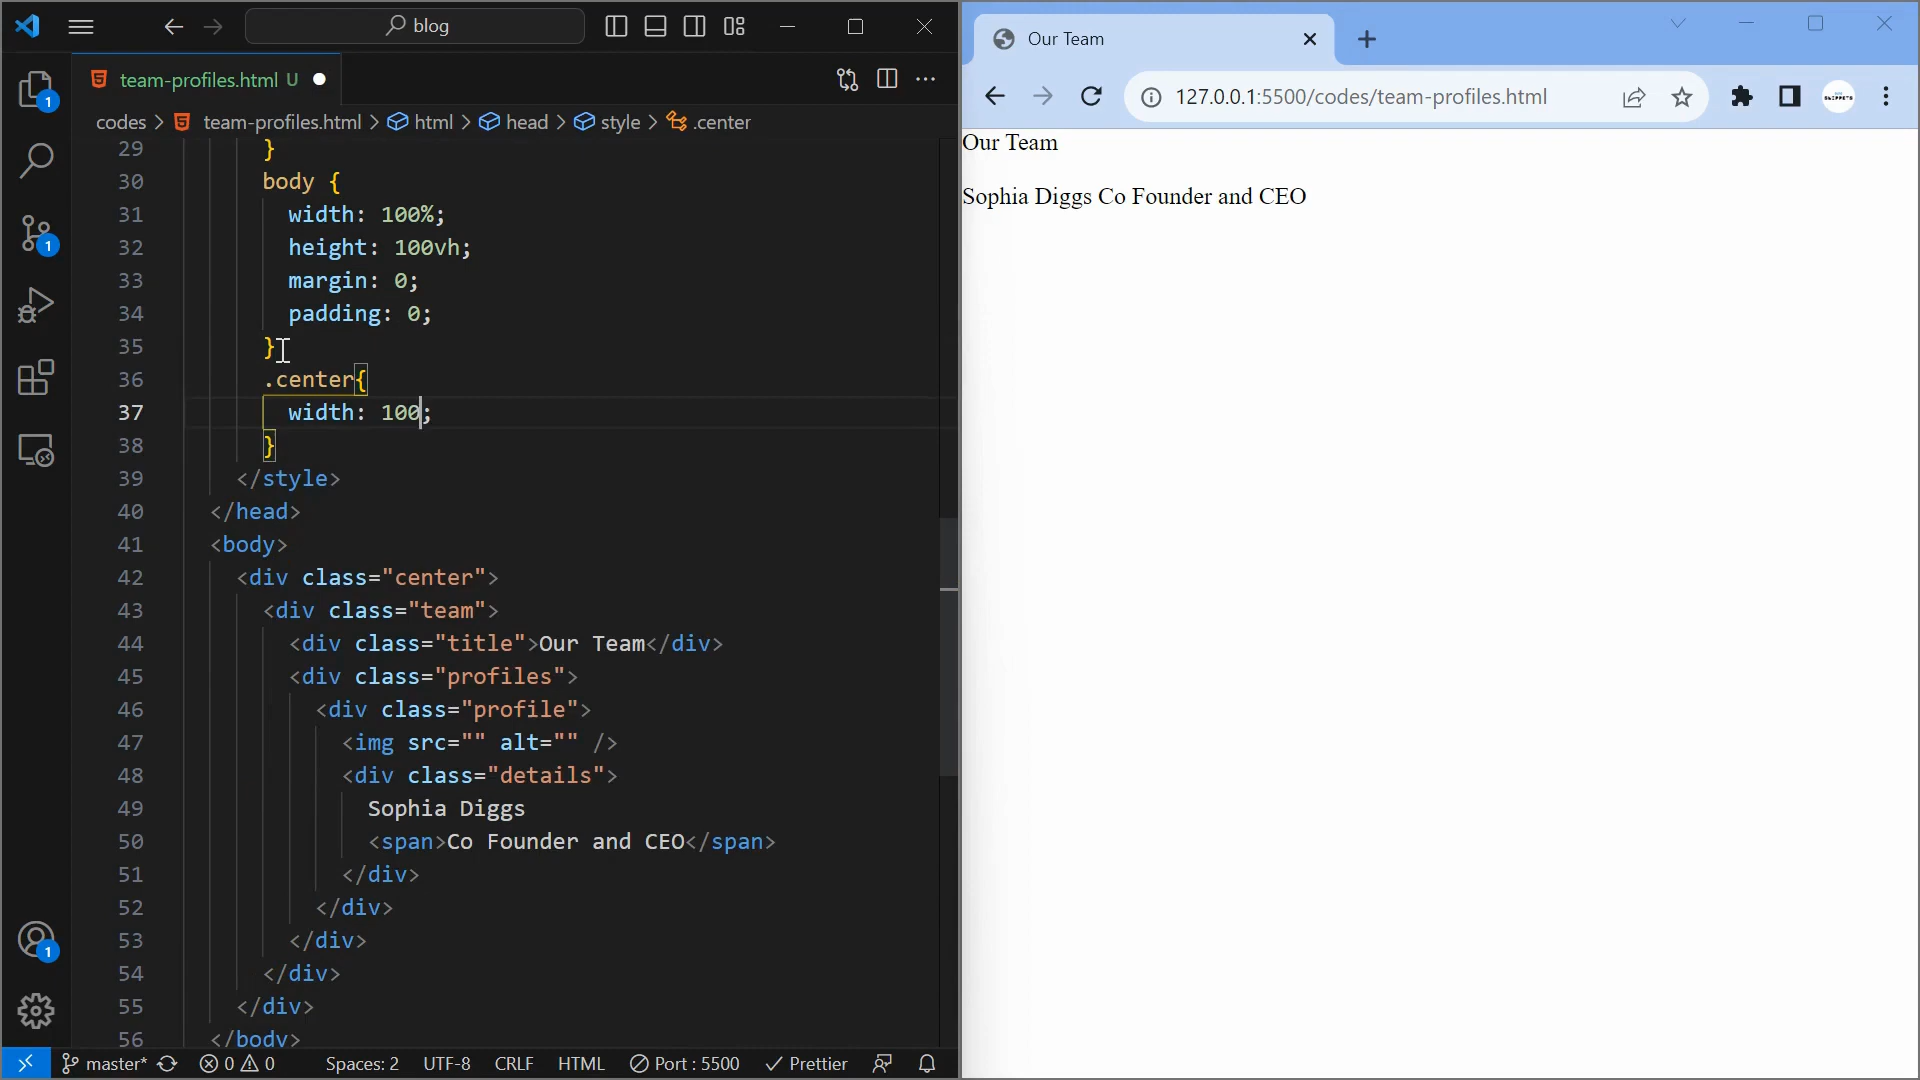 blog
team-profiles.html U
codes > team-profiles.html > html > head > style > .center
29 }
30 body {
31 width: 100%;
32 height: 100vh;
33 margin: 0;
34 padding: 0;
35 }
36 .center{
37 width: 100;
38 }
39 </style>
40 </head>
41 <body>
42 <div class="center">
43 <div class="team">
44 <div class="title">Our Team</div>
45 <div class="profiles">
46 <div class="profile">
47 <img src="" alt="" />
48 <div class="details">
49 Sophia Diggs
50 <span>Co Founder and CEO</span>
51 </div>
52 </div>
53 </div>
54 </div>
55 </div>
56 </body>
1
1
1
master* 0 0 Spaces: 2 UTF-8 CRLF HTML Port : 5500 Prettier
Our Team
127.0.0.1:5500/codes/team-profiles.html
Our Team
Sophia Diggs Co Founder and CEO